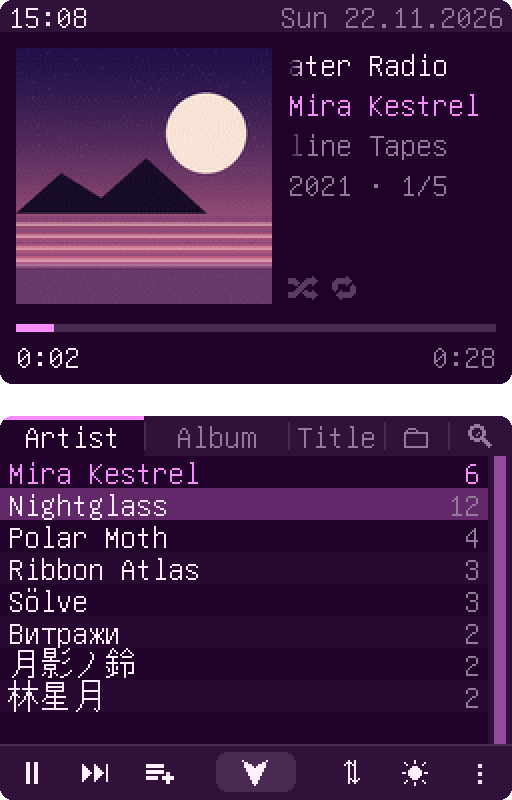 15:08 Sun 22.11.2026
ater Radio
Mira Kestrel
line Tapes
2021 · 1/5
0:02 0:28
Artist Album Title
Mira Kestrel 6
Nightglass 12
Polar Moth 4
Ribbon Atlas 3
Sölve 3
Витражи 2
月影ノ鈴 2
林星月 2